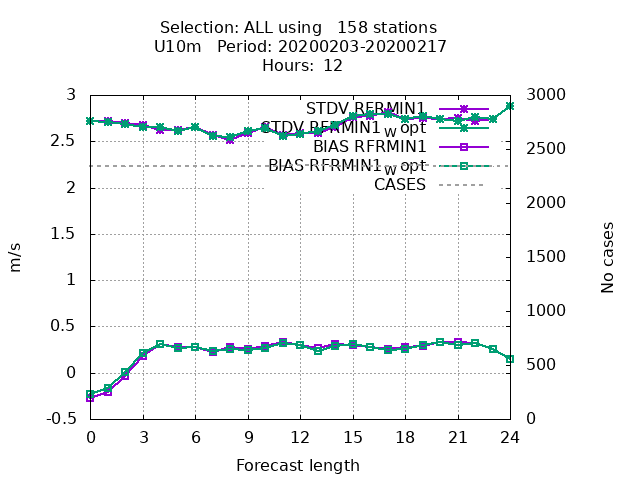 Selection: ALL using   158 stations
U10m   Period: 20200203-20200217
Hours:  12
STDV RFRMIN1
STDV RFRMIN1_w opt
BIAS RFRMIN1
BIAS RFRMIN1_w opt
CASES
3
2.5
2
1.5
1
0.5
0
-0.5
m/s
3000
2500
2000
1500
1000
500
0
No cases
0 3 6 9 12 15 18 21 24
Forecast length